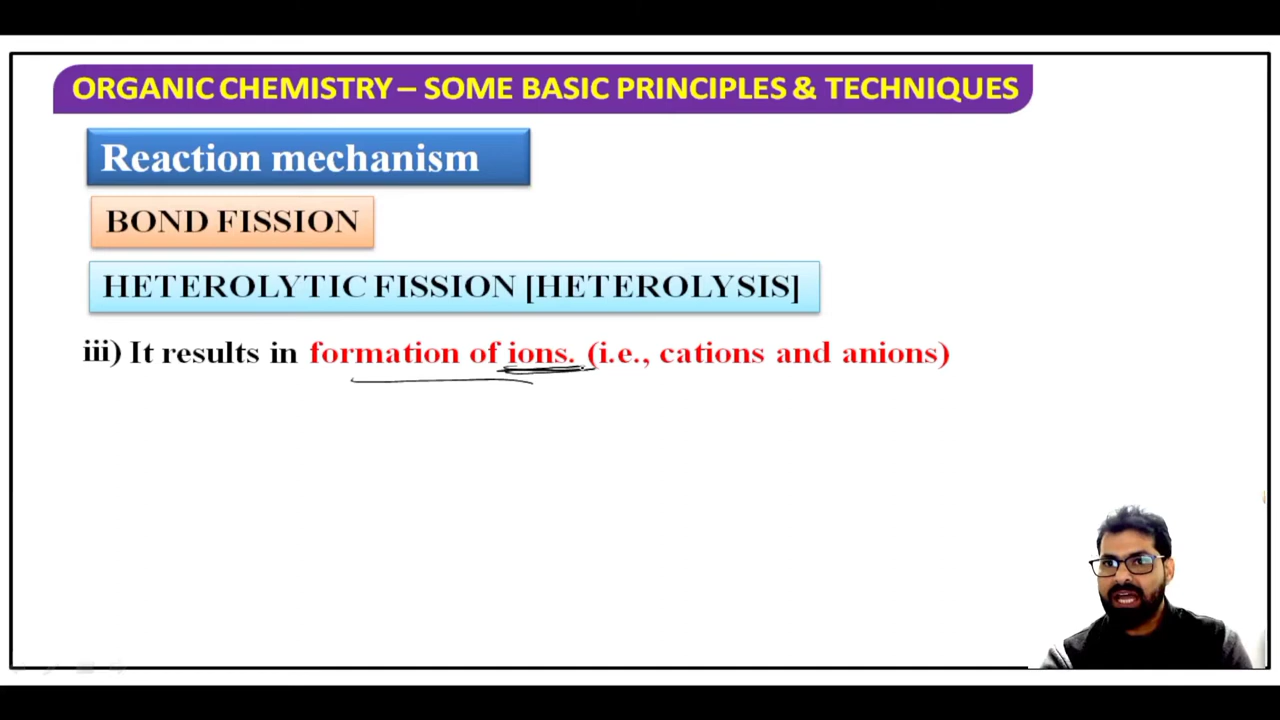 ORGANIC CHEMISTRY – SOME BASIC PRINCIPLES & TECHNIQUES
Reaction mechanism
BOND FISSION
HETEROLYTIC FISSION [HETEROLYSIS]
iii) It results in formation of ions. (i.e., cations and anions)